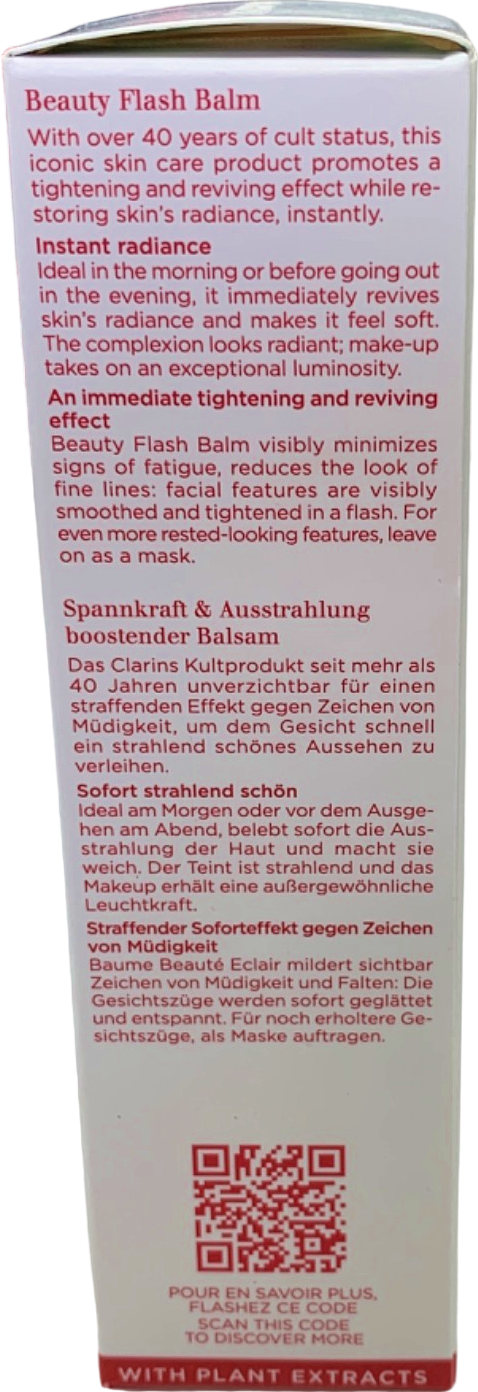 Beauty Flash Balm
With over 40 years of cult status, this
iconic skin care product promotes a
tightening and reviving effect while re-
storing skin's radiance, instantly.
Instant radiance
Ideal in the morning or before going out
in the evening, it immediately revives
skin's radiance and makes it feel soft.
The complexion looks radiant; make-up
takes on an exceptional luminosity.
An immediate tightening and reviving
effect
Beauty Flash Balm visibly minimizes
signs of fatigue, reduces the look of
fine lines: facial features are visibly
smoothed and tightened in a flash. For
even more rested-looking features, leave
on as a mask.
Spannkraft & Ausstrahlung
boostender Balsam
Das Clarins Kultprodukt seit mehr als
40 Jahren unverzichtbar für einen
straffenden Effekt gegen Zeichen von
Müdigkeit, um dem Gesicht schnell
ein strahlend schönes Aussehen zu
verleihen.
Sofort strahlend schön
Ideal am Morgen oder vor dem Ausge-
hen am Abend, belebt sofort die Aus-
strahlung der Haut und macht sie
weich. Der Teint ist strahlend und das
Makeup erhält eine außergewöhnliche
Leuchtkraft.
Straffender Soforteffekt gegen Zeichen
von Müdigkeit
Baume Beauté Eclair mildert sichtbar
Zeichen von Müdigkeit und Falten: Die
Gesichtszüge werden sofort geglättet
und entspannt. Für noch erholtere Ge-
sichtszüge, als Maske auftragen.
POUR EN SAVOIR PLUS,
FLASHEZ CE CODE
SCAN THIS CODE
TO DISCOVER MORE
WITH PLANT EXTRACTS